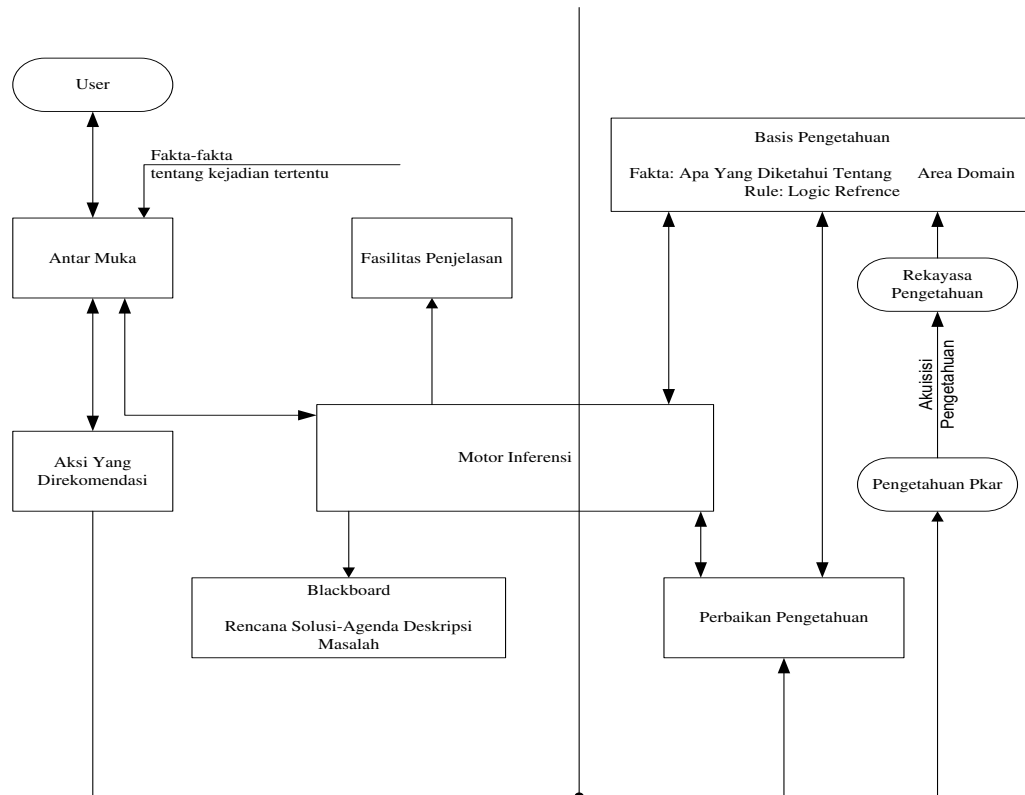 User
Fakta-fakta
tentang kejadian tertentu
Antar Muka
Fasilitas Penjelasan
Aksi Yang
Direkomendasi
Motor Inferensi
Blackboard
Rencana Solusi-Agenda Deskripsi
Masalah
Basis Pengetahuan
Fakta: Apa Yang Diketahui Tentang Area Domain
Rule: Logic Refrence
Rekayasa
Pengetahuan
Akuisisi
Pengetahuan
Pengetahuan Pkar
Perbaikan Pengetahuan